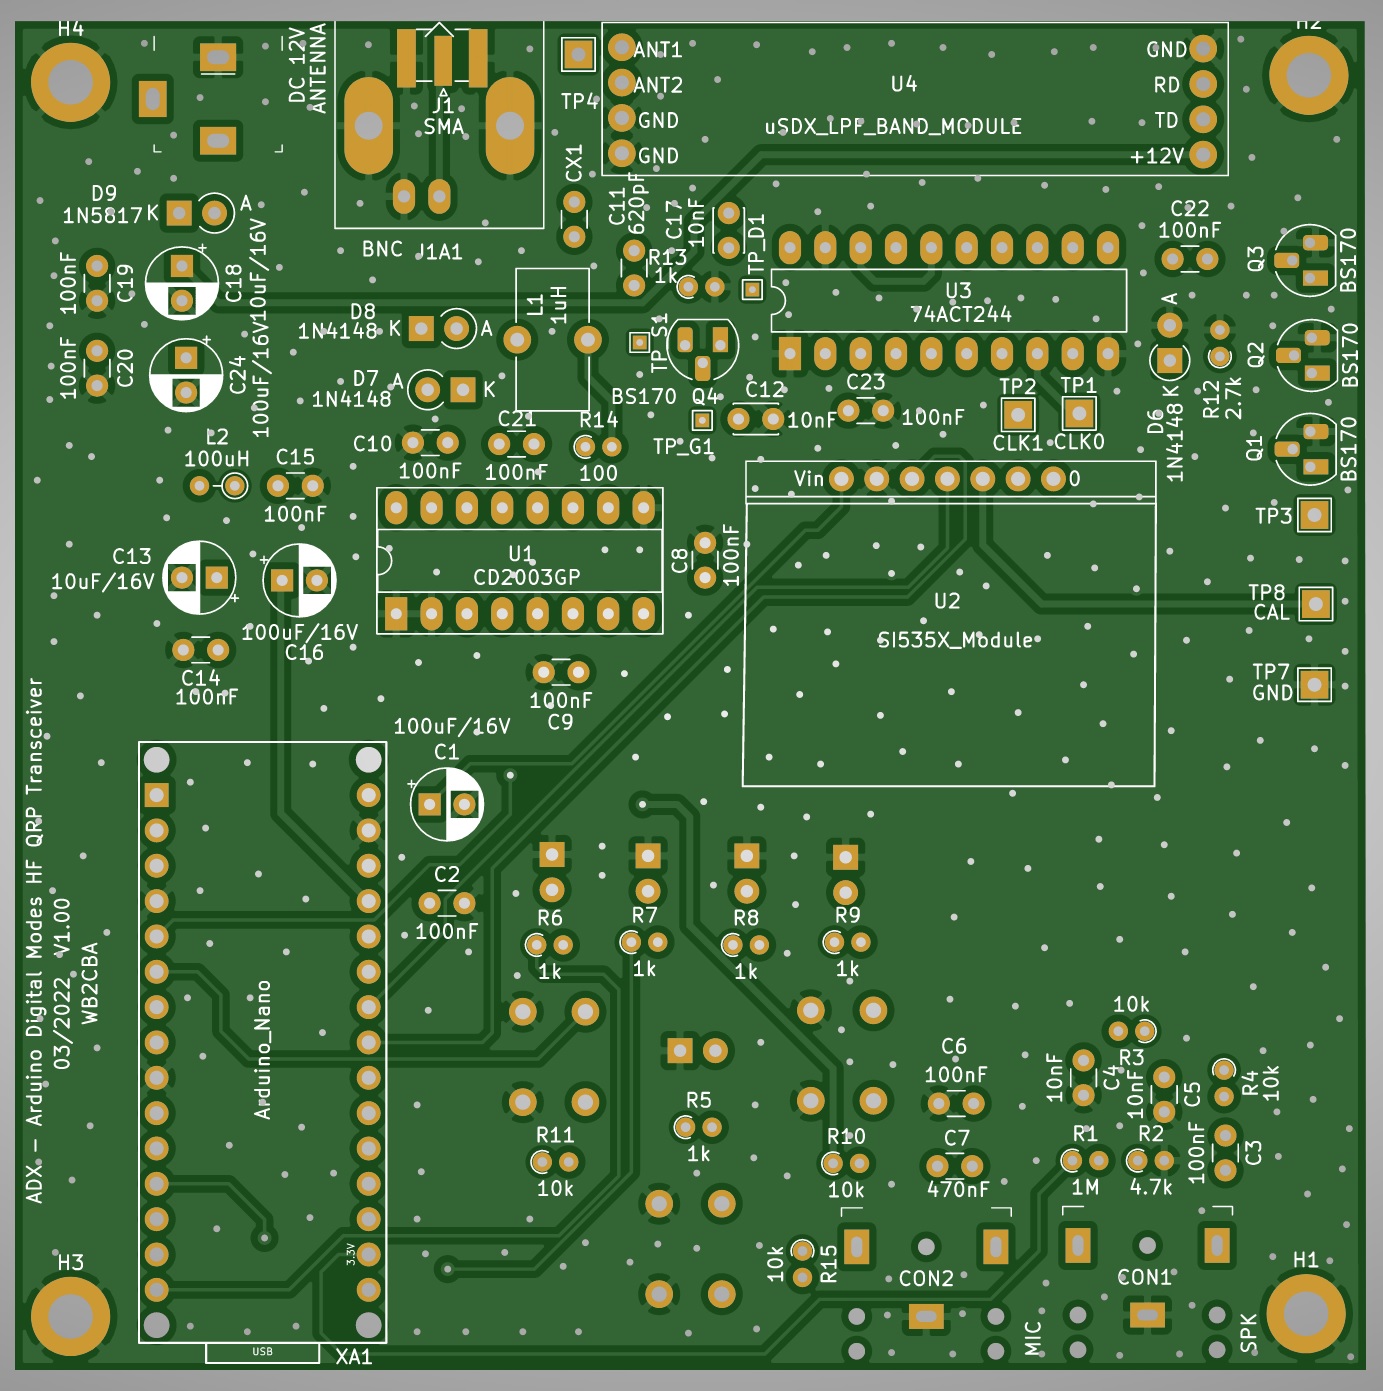 H4
DC 12V
ANTENNA
J1
SMA
TP4
ANT1
ANT2
GND
GND
U4
uSDX_LPF_BAND_MODULE
GND
RD
TD
+12V
H2
D9
1N5817
K
A
CX1
C11
620pF
C17
10nF
TP_D1
C22
100nF
Q3
BS170
BNC
J1A1
R13
1k
100nF
C19
+
C18
10uF/16V
L1
1uH
U3
74ACT244
D8
1N4148
K
A
TP_S1
A
Q2
BS170
100nF
C20
+
C24
100uF/16V
D7
1N4148
A
K
BS170
Q4
C12
10nF
C23
100nF
TP2
CLK1
TP1
CLK0
D6
1N4148
K
R12
2.7k
Q1
BS170
L2
100uH
C15
100nF
C10
100nF
C21
100nF
R14
100
TP_G1
Vin
0
TP3
C13
10uF/16V
+
+
100uF/16V
C16
U1
CD2003GP
C8
100nF
U2
SI535X_Module
TP8
CAL
C14
100nF
C9
100nF
TP7
GND
ADX - Arduino Digital Modes HF QRP Transceiver
03/2022 V1.00
WB2CBA
100uF/16V
C1
+
C2
100nF
R6
1k
R7
1k
R8
1k
R9
1k
Arduino_Nano
3.3V
USB
XA1
R11
10k
R5
1k
R10
10k
C6
100nF
C7
470nF
10k
R3
10nF
C4
10nF
C5
R4
10k
R1
1M
R2
4.7k
100nF
C3
10k
R15
CON2
CON1
MIC
SPK
H3
H1